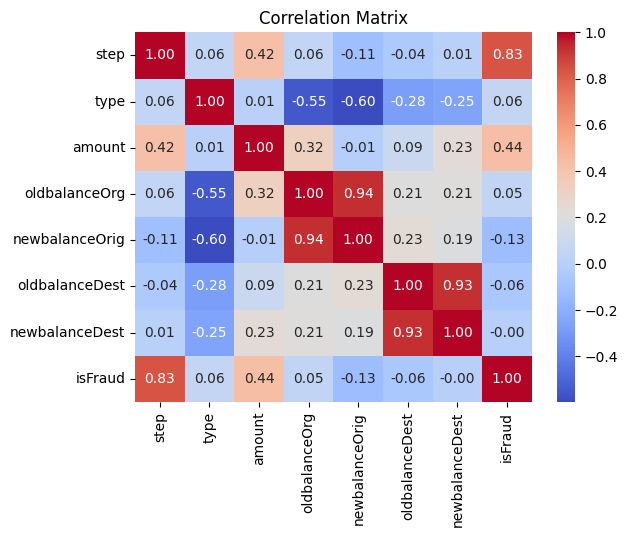 Correlation Matrix
step 1.00 0.06 0.42 0.06 -0.11 -0.04 0.01 0.83
type 0.06 1.00 0.01 -0.55 -0.60 -0.28 -0.25 0.06
amount 0.42 0.01 1.00 0.32 -0.01 0.09 0.23 0.44
oldbalanceOrg 0.06 -0.55 0.32 1.00 0.94 0.21 0.21 0.05
newbalanceOrig -0.11 -0.60 -0.01 0.94 1.00 0.23 0.19 -0.13
oldbalanceDest -0.04 -0.28 0.09 0.21 0.23 1.00 0.93 -0.06
newbalanceDest 0.01 -0.25 0.23 0.21 0.19 0.93 1.00 -0.00
isFraud 0.83 0.06 0.44 0.05 -0.13 -0.06 -0.00 1.00
step
type
amount
oldbalanceOrg
newbalanceOrig
oldbalanceDest
newbalanceDest
isFraud
1.0
0.8
0.6
0.4
0.2
0.0
−0.2
−0.4